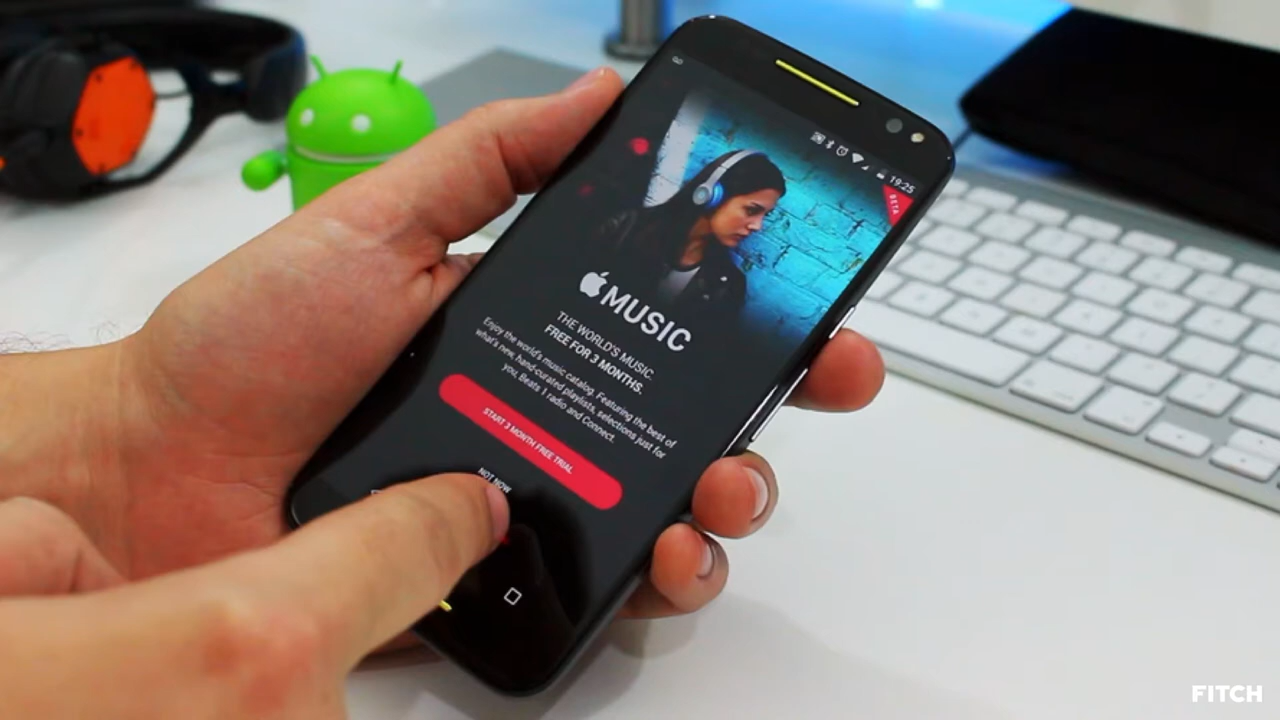 19:25
BETA
MUSIC
THE WORLD'S MUSIC.
FREE FOR 3 MONTHS.
Enjoy the world's music catalog. Featuring the best of
what's new, hand-curated playlists, selections just for
you, Beats 1 radio and Connect.
START 3 MONTH FREE TRIAL
NOT NOW
FITCH